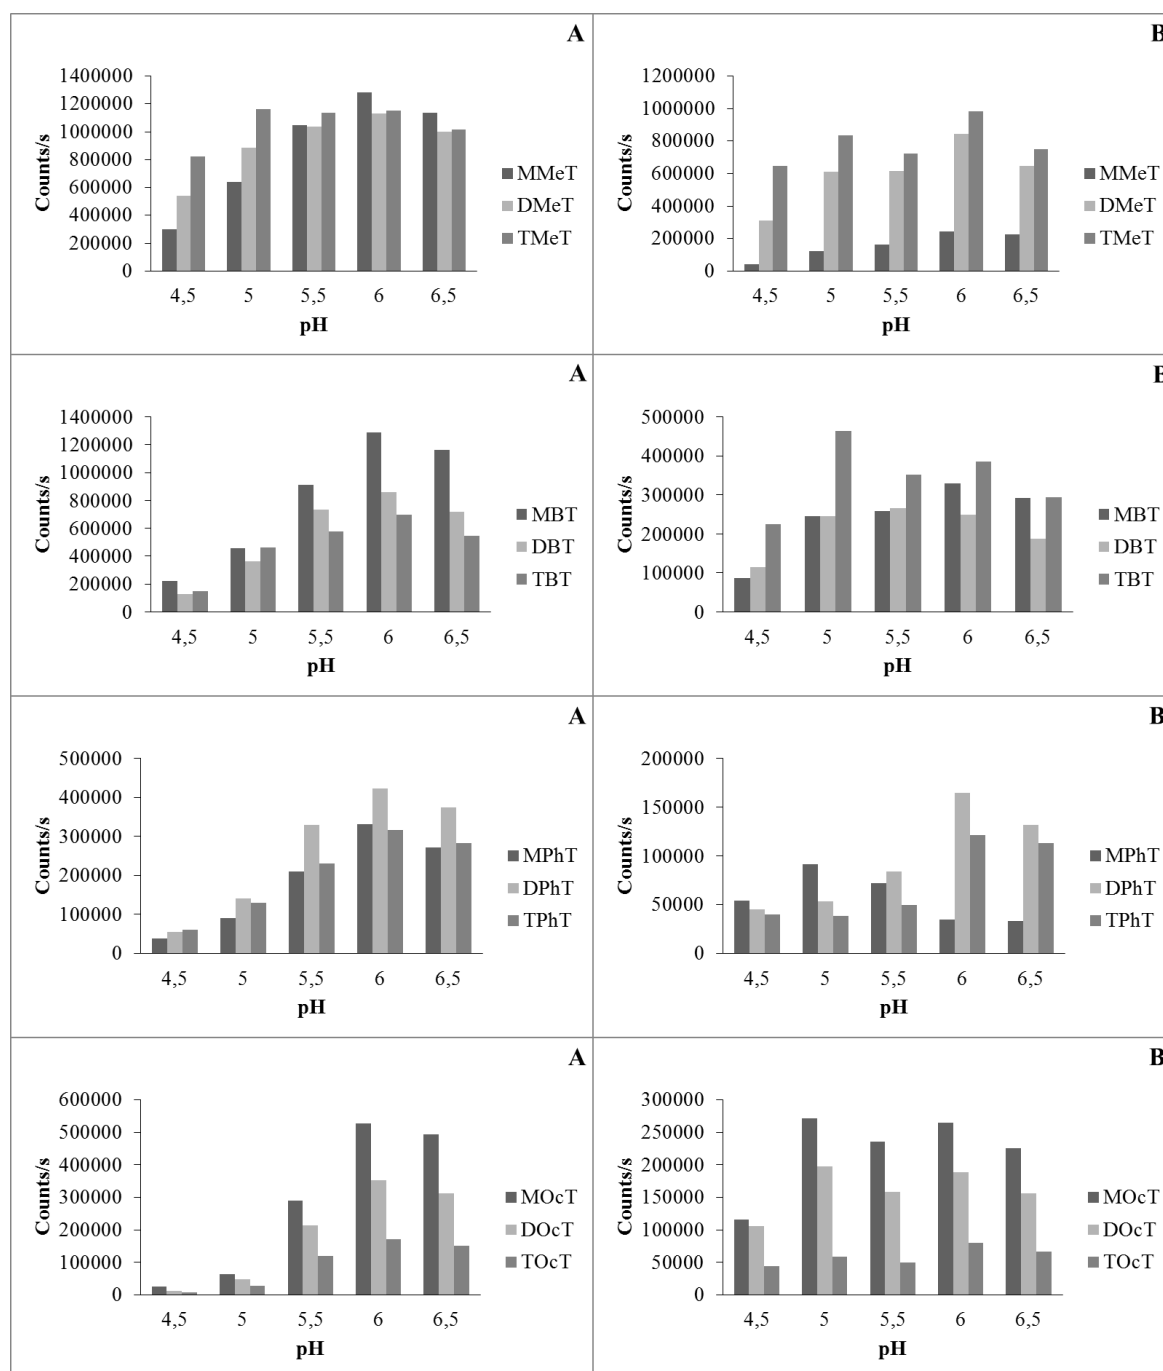 A
1400000
1200000
1000000
800000
600000
400000
200000
0
Counts/s
4,5 5 5,5 6 6,5
pH
MMeT
DMeT
TMeT
B
1200000
1000000
800000
600000
400000
200000
0
Counts/s
4,5 5 5,5 6 6,5
pH
MMeT
DMeT
TMeT
A
1400000
1200000
1000000
800000
600000
400000
200000
0
Counts/s
4,5 5 5,5 6 6,5
pH
MBT
DBT
TBT
B
500000
400000
300000
200000
100000
0
Counts/s
4,5 5 5,5 6 6,5
pH
MBT
DBT
TBT
A
500000
400000
300000
200000
100000
0
Counts/s
4,5 5 5,5 6 6,5
pH
MPhT
DPhT
TPhT
B
200000
150000
100000
50000
0
Counts/s
4,5 5 5,5 6 6,5
pH
MPhT
DPhT
TPhT
A
600000
500000
400000
300000
200000
100000
0
Counts/s
4,5 5 5,5 6 6,5
pH
MOcT
DOcT
TOcT
B
300000
250000
200000
150000
100000
50000
0
Counts/s
4,5 5 5,5 6 6,5
pH
MOcT
DOcT
TOcT